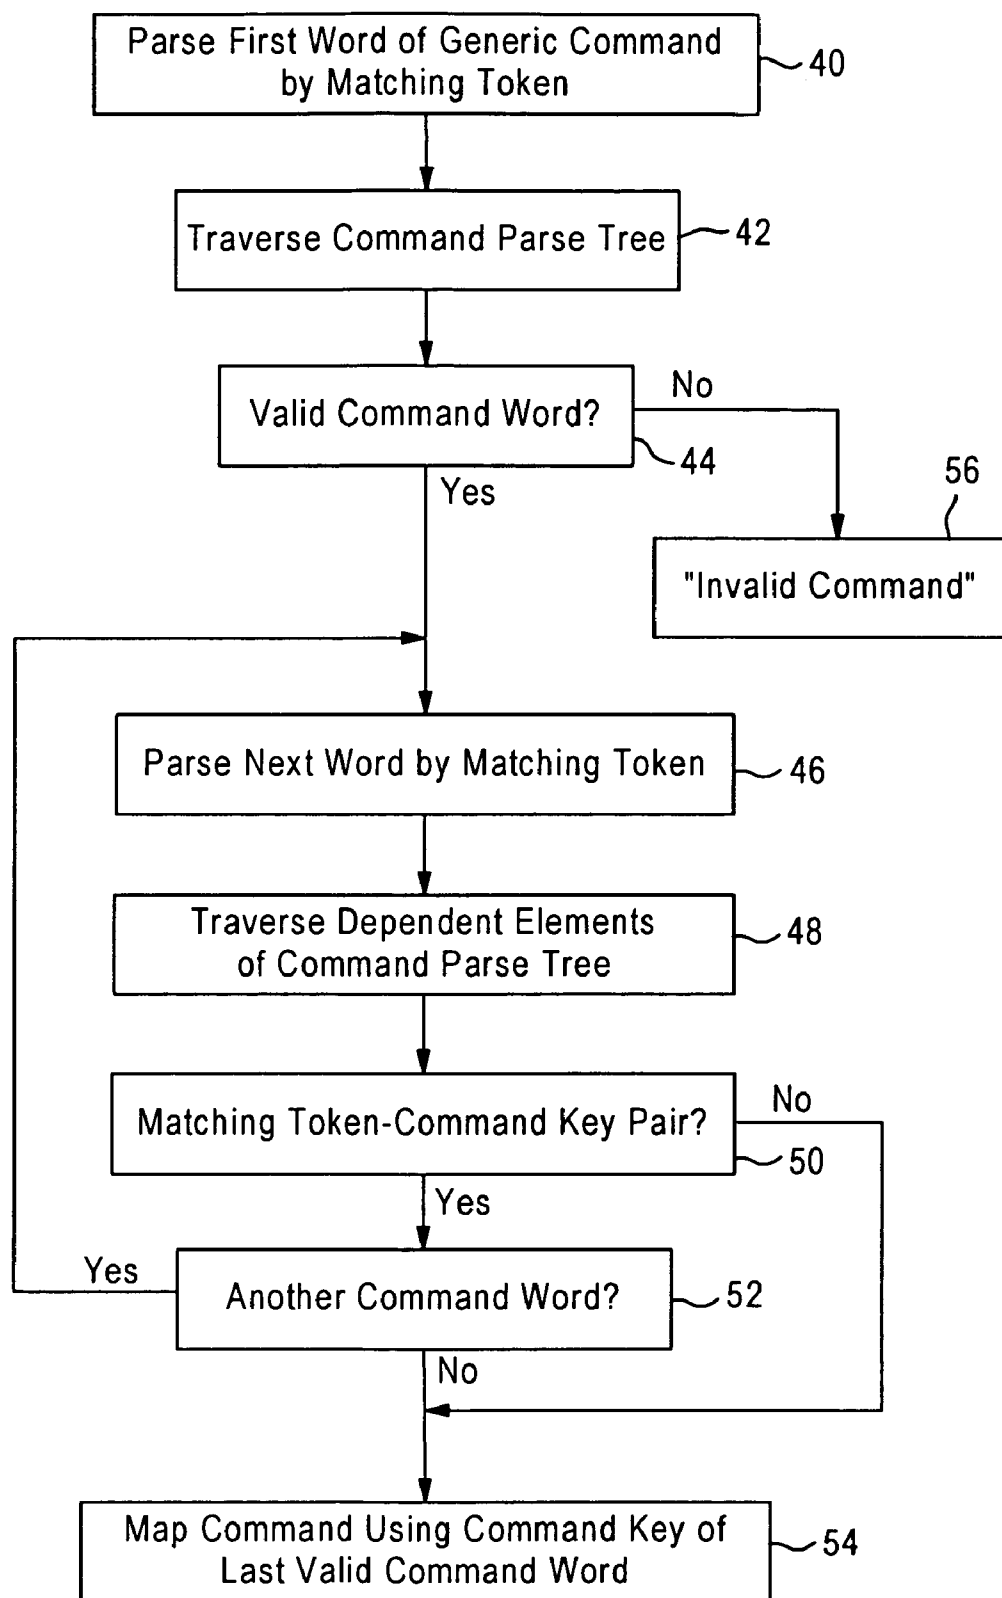 Parse First Word of Generic Command
by Matching Token
40
Traverse Command Parse Tree
42
Valid Command Word?
No
44
Yes
56
"Invalid Command"
Parse Next Word by Matching Token
46
Traverse Dependent Elements
of Command Parse Tree
48
Matching Token-Command Key Pair?
No
50
Yes
Yes
Another Command Word?
52
No
Map Command Using Command Key of
Last Valid Command Word
54